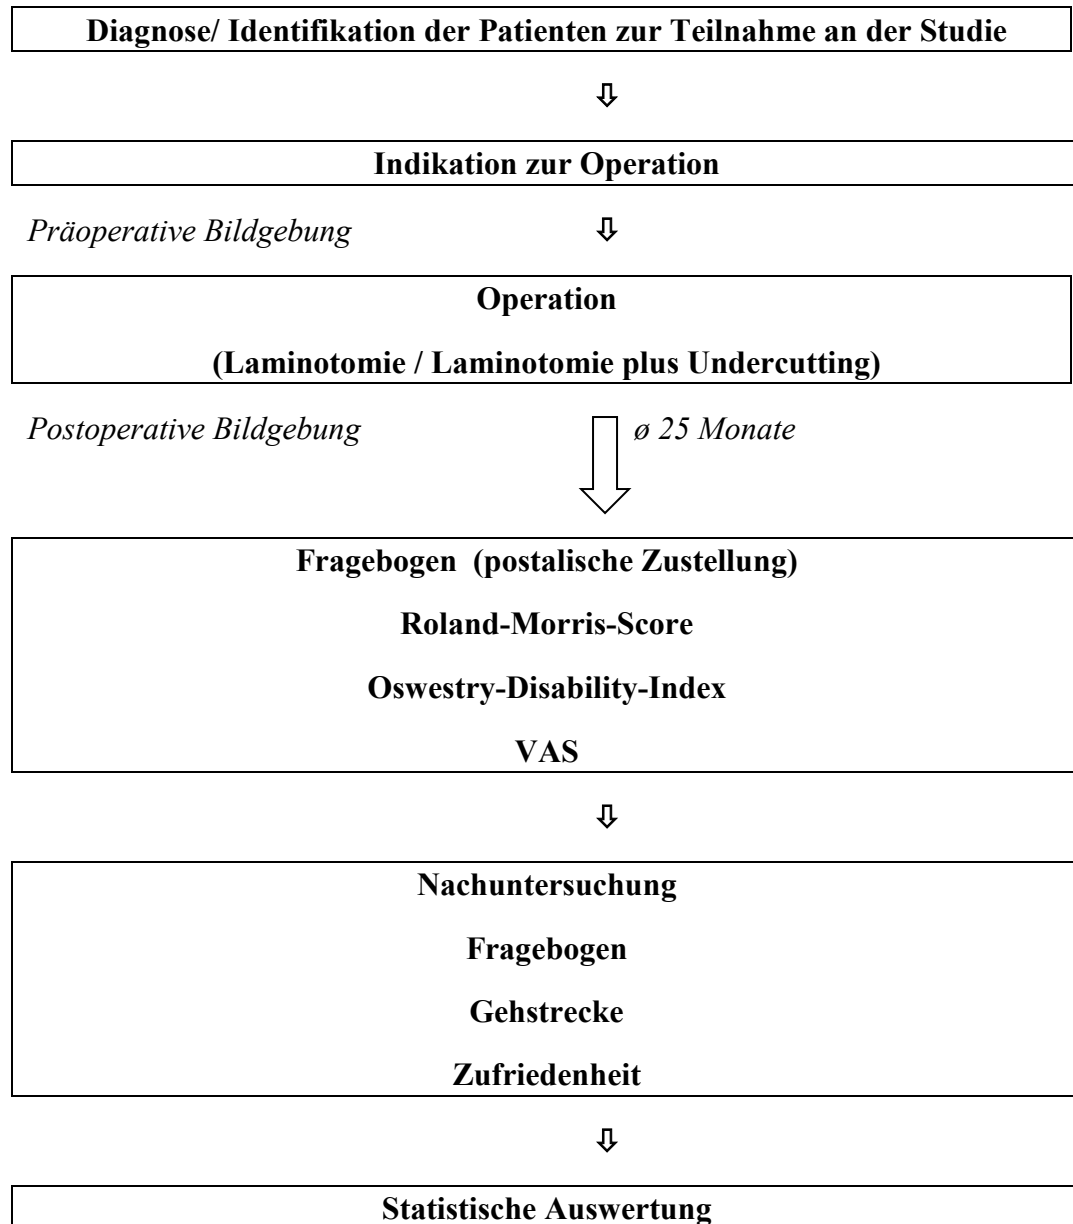 Diagnose/ Identifikation der Patienten zur Teilnahme an der Studie
Indikation zur Operation
Präoperative Bildgebung
Operation
(Laminotomie / Laminotomie plus Undercutting)
Postoperative Bildgebung ø 25 Monate
Fragebogen (postalische Zustellung)
Roland-Morris-Score
Oswestry-Disability-Index
VAS
Nachuntersuchung
Fragebogen
Gehstrecke
Zufriedenheit
Statistische Auswertung